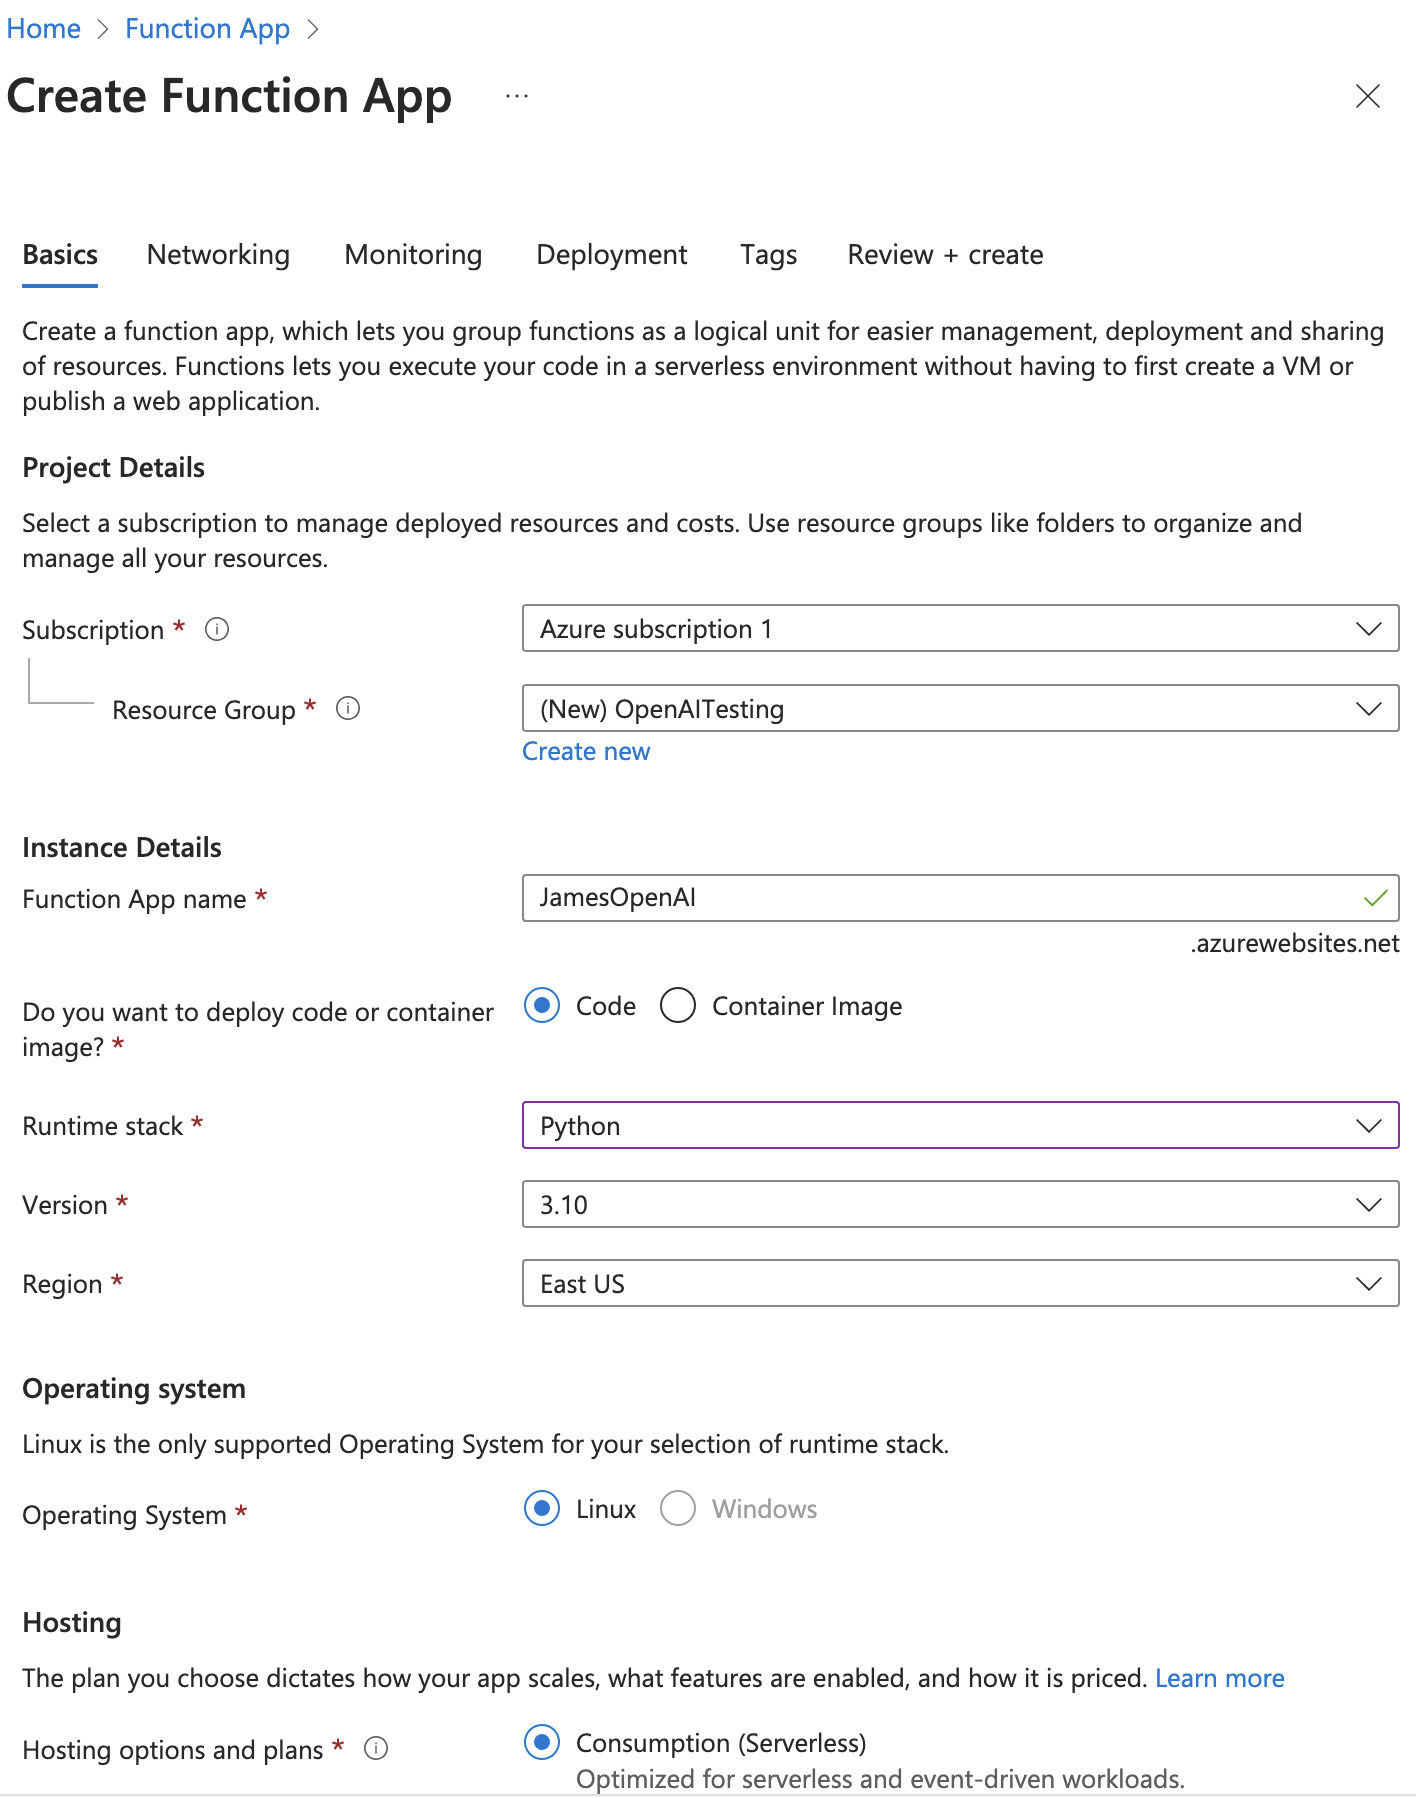 Home > Function App >
Create Function App ...
Basics Networking Monitoring Deployment Tags Review + create
Create a function app, which lets you group functions as a logical unit for easier management, deployment and sharing
of resources. Functions lets you execute your code in a serverless environment without having to first create a VM or
publish a web application.
Project Details
Select a subscription to manage deployed resources and costs. Use resource groups like folders to organize and
manage all your resources.
Subscription *
Azure subscription 1
Resource Group *
(New) OpenAITesting
Create new
Instance Details
Function App name *
JamesOpenAI
.azurewebsites.net
Do you want to deploy code or container
image? *
Code Container Image
Runtime stack *
Python
Version *
3.10
Region *
East US
Operating system
Linux is the only supported Operating System for your selection of runtime stack.
Operating System *
Linux Windows
Hosting
The plan you choose dictates how your app scales, what features are enabled, and how it is priced. Learn more
Hosting options and plans *
Consumption (Serverless)
Optimized for serverless and event-driven workloads.